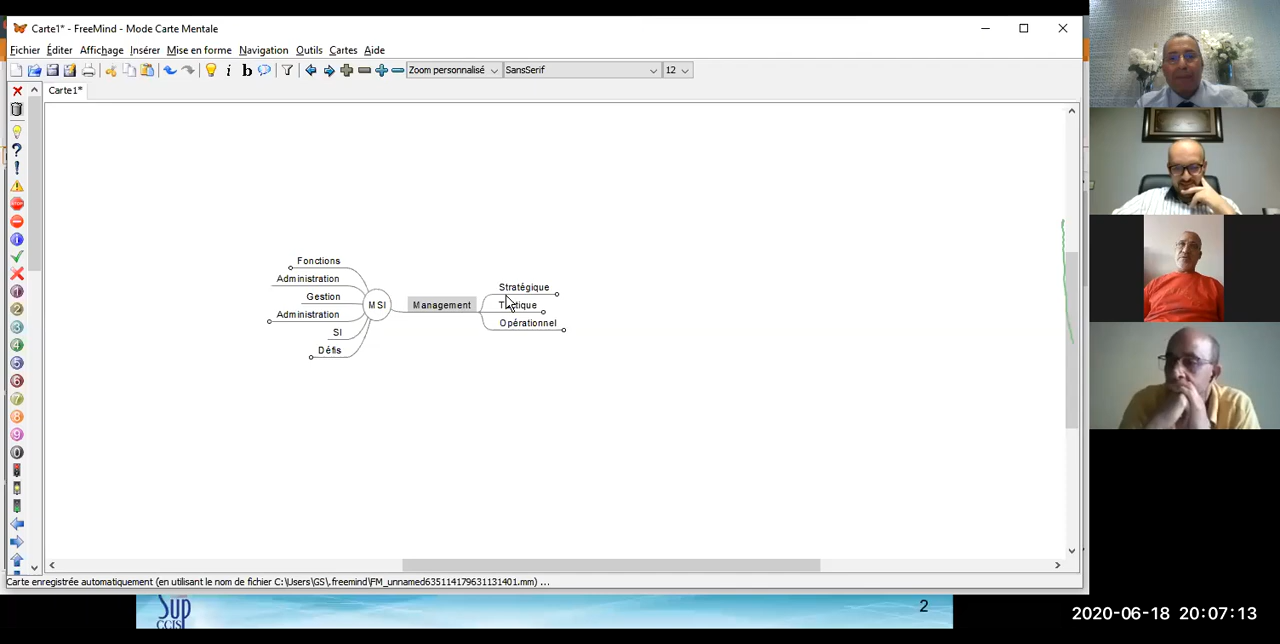 Carte1* - FreeMind - Mode Carte Mentale
Fichier Éditer Affichage Insérer Mise en forme Navigation Outils Cartes Aide
Zoom personnalisé SansSerif 12
Carte1*
Fonctions
Administration
Gestion
Administration
SI
Défis
MSI
Management
Stratégique
Opérationnel
Carte enregistrée automatiquement (en utilisant le nom de fichier C:\Users\GS\.freemind\FM_unnamed635114179631131401.mm) ...
Sup
CCIS
2
2020-06-18 20:07:13